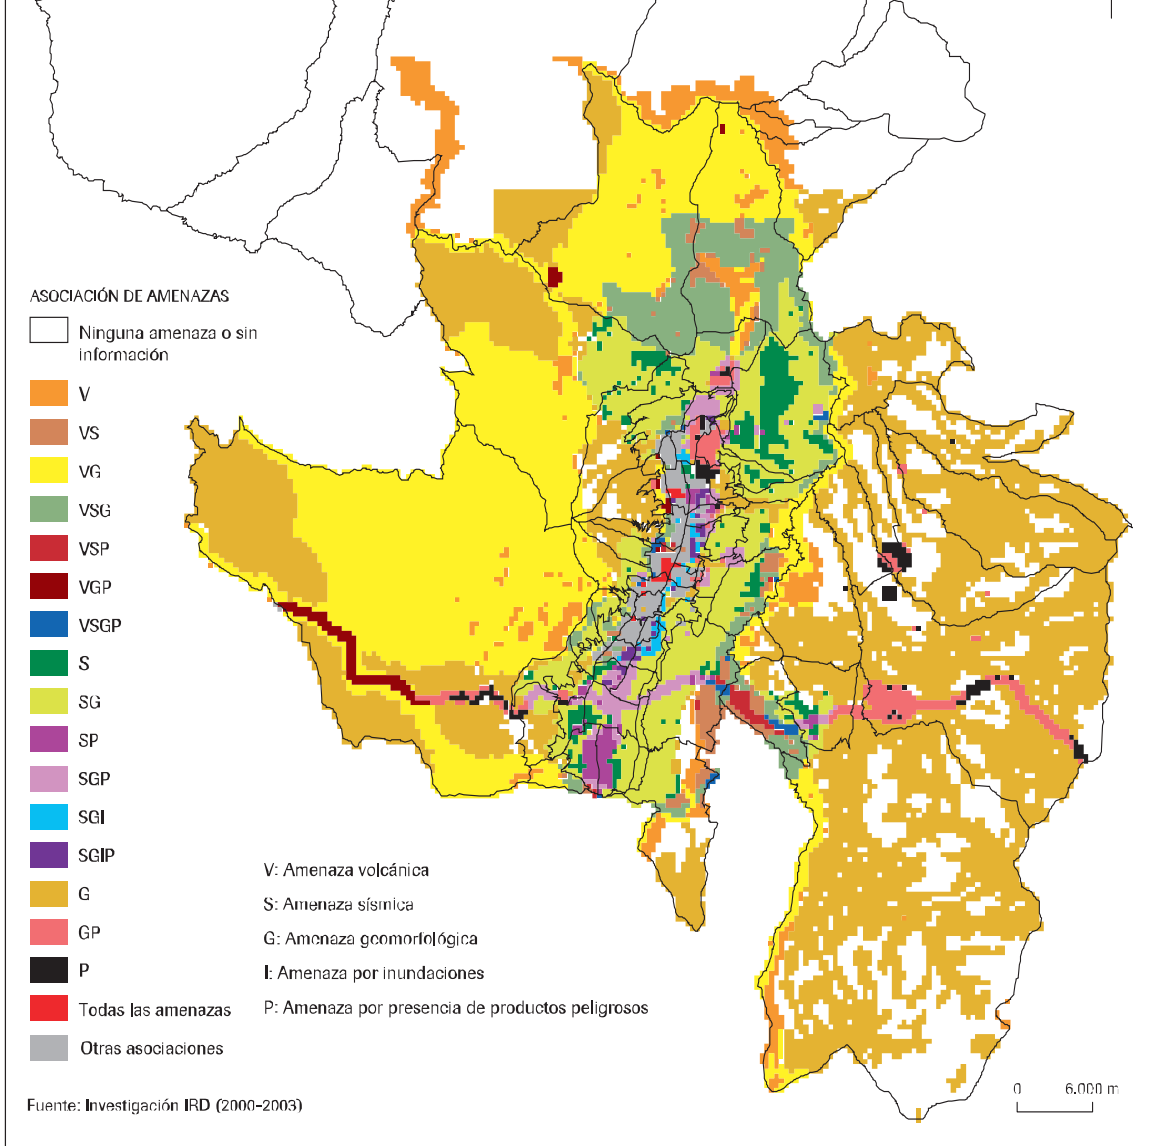 ASOCIACIÓN DE AMENAZAS
Ninguna amenaza o sin
información
V
VS
VG
VSG
VSP
VGP
VSGP
S
SG
SP
SGP
SGI
SGIP
G
GP
P
Todas las amenazas
Otras asociaciones
V: Amenaza volcánica
S: Amenaza sísmica
G: Amenaza geomorfológica
I: Amenaza por inundaciones
P: Amenaza por presencia de productos peligrosos
Fuente: Investigación IRD (2000-2003)
0 6.000 m